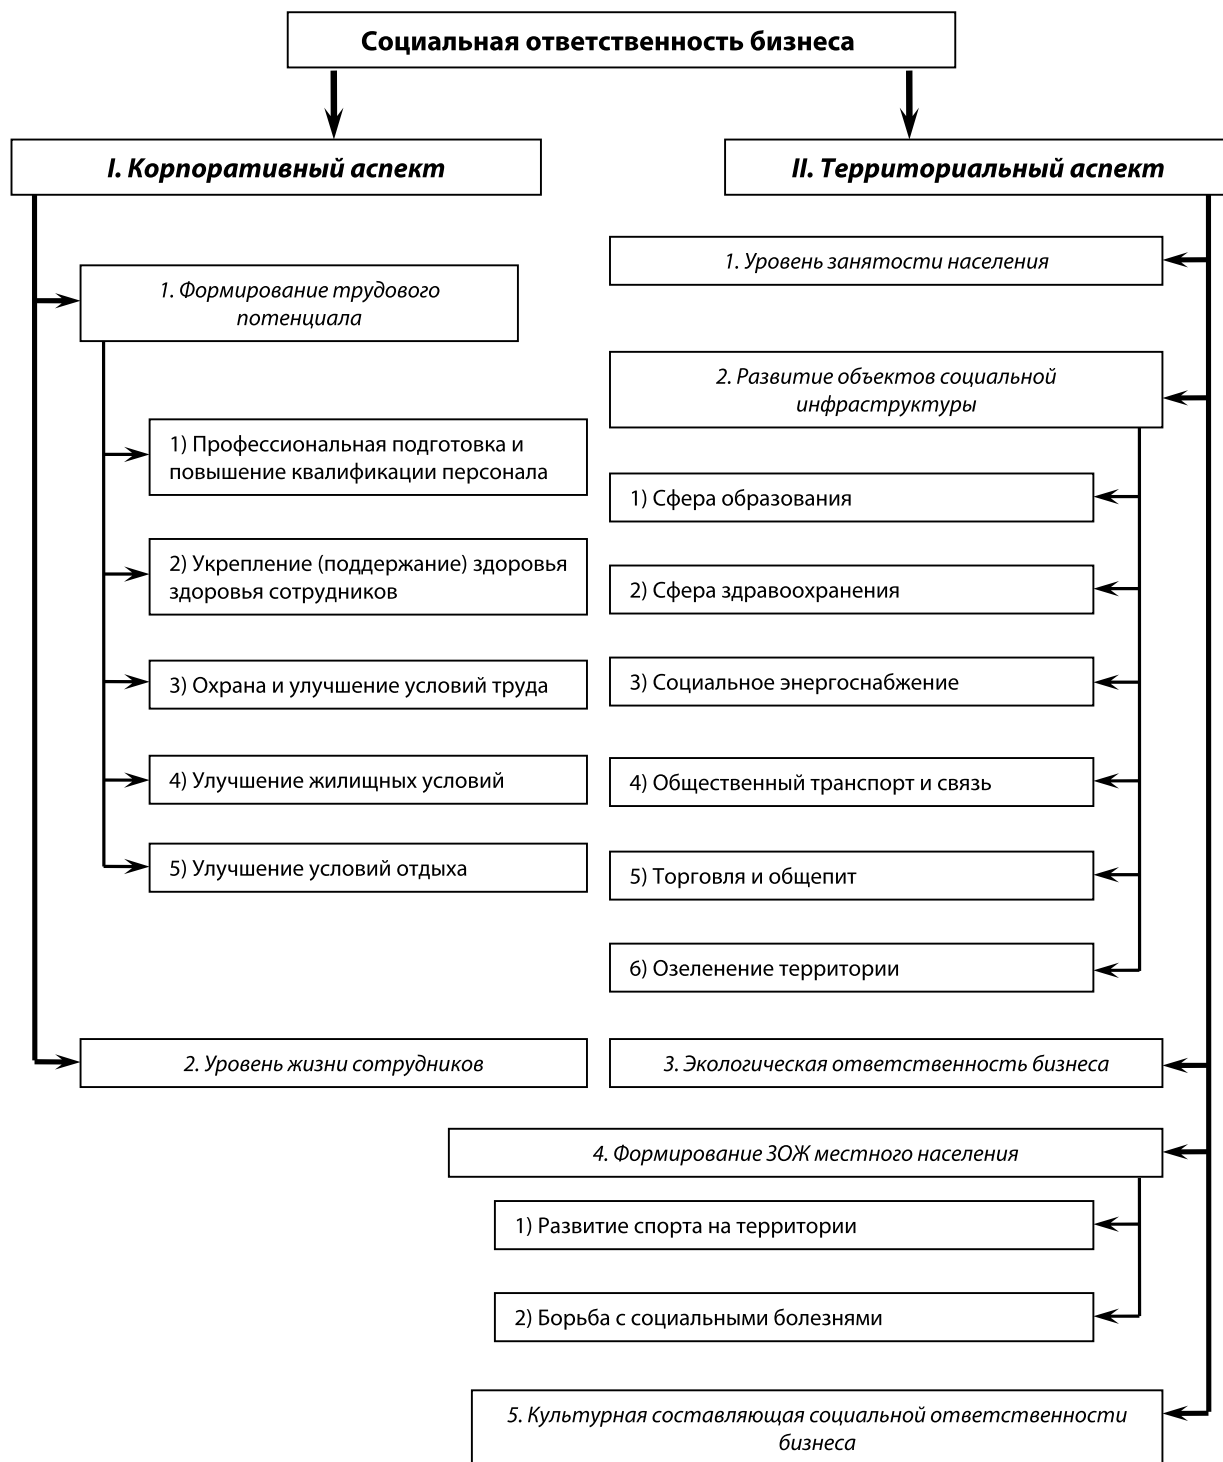 Социальная ответственность бизнеса
I. Корпоративный аспект
1. Формирование трудового
потенциала
1) Профессиональная подготовка и
повышение квалификации персонала
2) Укрепление (поддержание) здоровья
здоровья сотрудников
3) Охрана и улучшение условий труда
4) Улучшение жилищных условий
5) Улучшение условий отдыха
2. Уровень жизни сотрудников
II. Территориальный аспект
1. Уровень занятости населения
2. Развитие объектов социальной
инфраструктуры
1) Сфера образования
2) Сфера здравоохранения
3) Социальное энергоснабжение
4) Общественный транспорт и связь
5) Торговля и общепит
6) Озеленение территории
3. Экологическая ответственность бизнеса
4. Формирование ЗОЖ местного населения
1) Развитие спорта на территории
2) Борьба с социальными болезнями
5. Культурная составляющая социальной ответственности
бизнеса